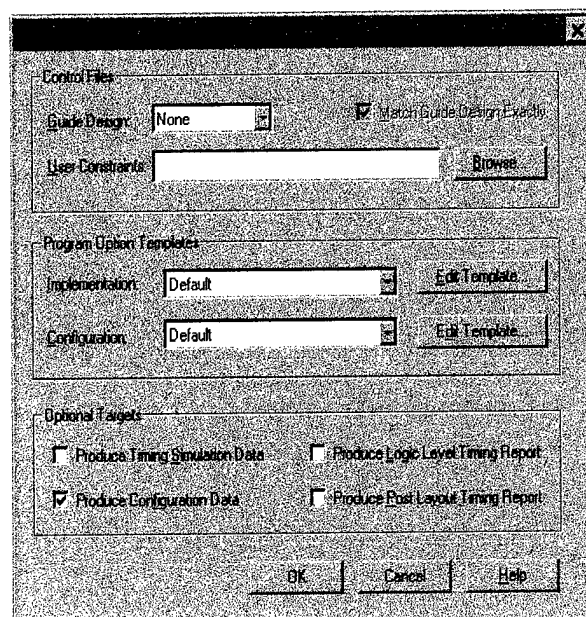 Control Files
Guide Design: None Match Guide Design Exactly
User Constraints: Browse...
Program Option Templates
Implementation: Default Edit Template...
Configuration: Default Edit Template...
Optional Targets
Produce Timing Simulation Data Produce Logic Level Timing Report
Produce Configuration Data Produce Post Layout Timing Report
OK Cancel Help